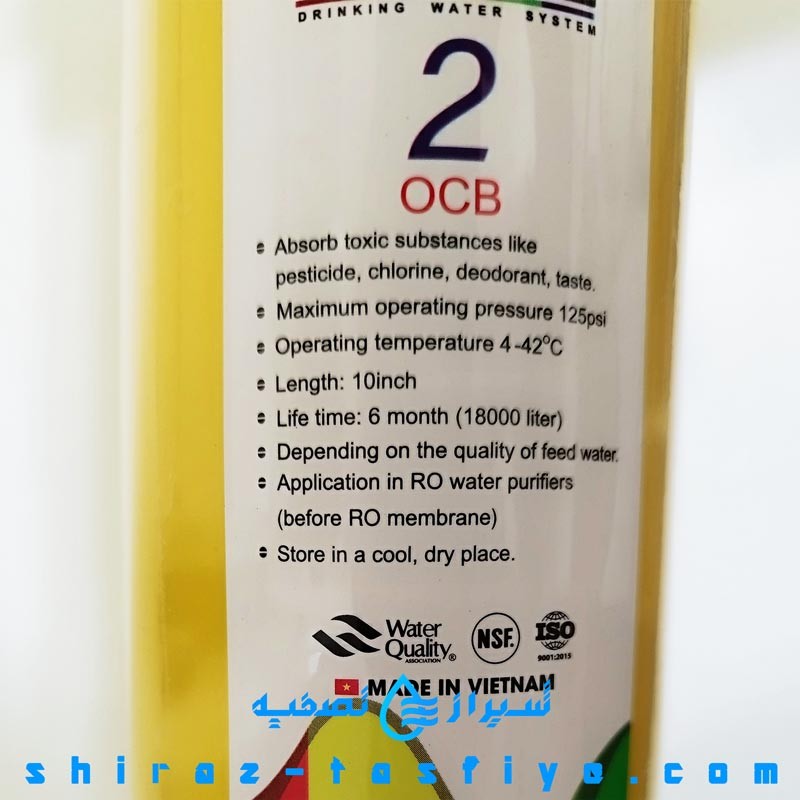 DRINKING WATER SYSTEM
2
OCB
Absorb toxic substances like
pesticide, chlorine, deodorant, taste.
Maximum operating pressure 125psi
Operating temperature 4-42°C
Length: 10inch
Life time: 6 month (18000 liter)
Depending on the quality of feed water.
Application in RO water purifiers
(before RO membrane)
Store in a cool, dry place.
Water
Quality®
ASSOCIATION
NSF.
ISO
9001:2015
MADE IN VIETNAM
شیراز تصفیه
shiraz-tasfiye.com